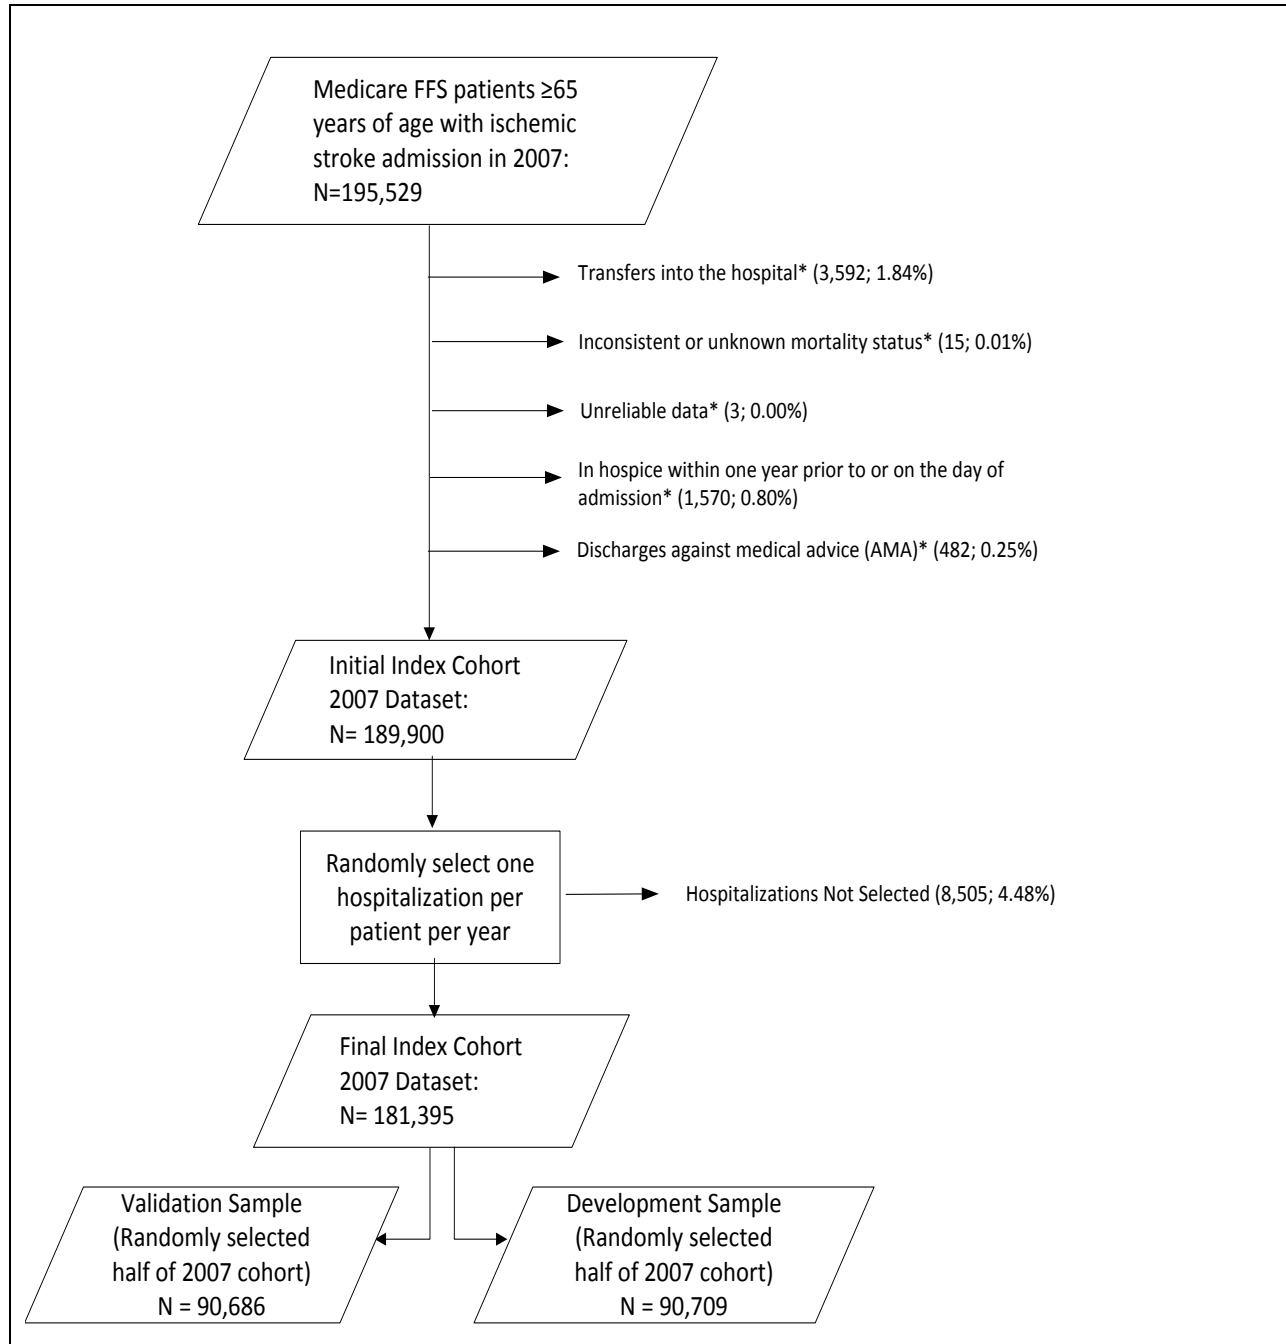 Medicare FFS patients ≥65
years of age with ischemic
stroke admission in 2007:
N=195,529
Transfers into the hospital* (3,592; 1.84%)
Inconsistent or unknown mortality status* (15; 0.01%)
Unreliable data* (3; 0.00%)
In hospice within one year prior to or on the day of
admission* (1,570; 0.80%)
Discharges against medical advice (AMA)* (482; 0.25%)
Initial Index Cohort
2007 Dataset:
N= 189,900
Randomly select one
hospitalization per
patient per year
Hospitalizations Not Selected (8,505; 4.48%)
Final Index Cohort
2007 Dataset:
N= 181,395
Validation Sample
(Randomly selected
half of 2007 cohort)
N = 90,686
Development Sample
(Randomly selected
half of 2007 cohort)
N = 90,709